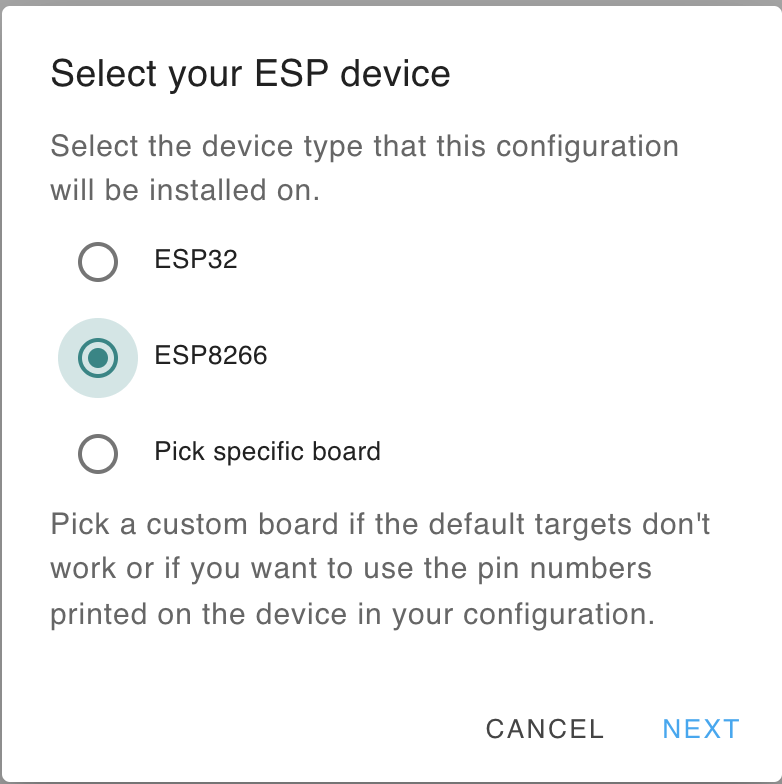 Select your ESP device
Select the device type that this configuration
will be installed on.
ESP32
ESP8266
Pick specific board
Pick a custom board if the default targets don't
work or if you want to use the pin numbers
printed on the device in your configuration.
CANCEL NEXT